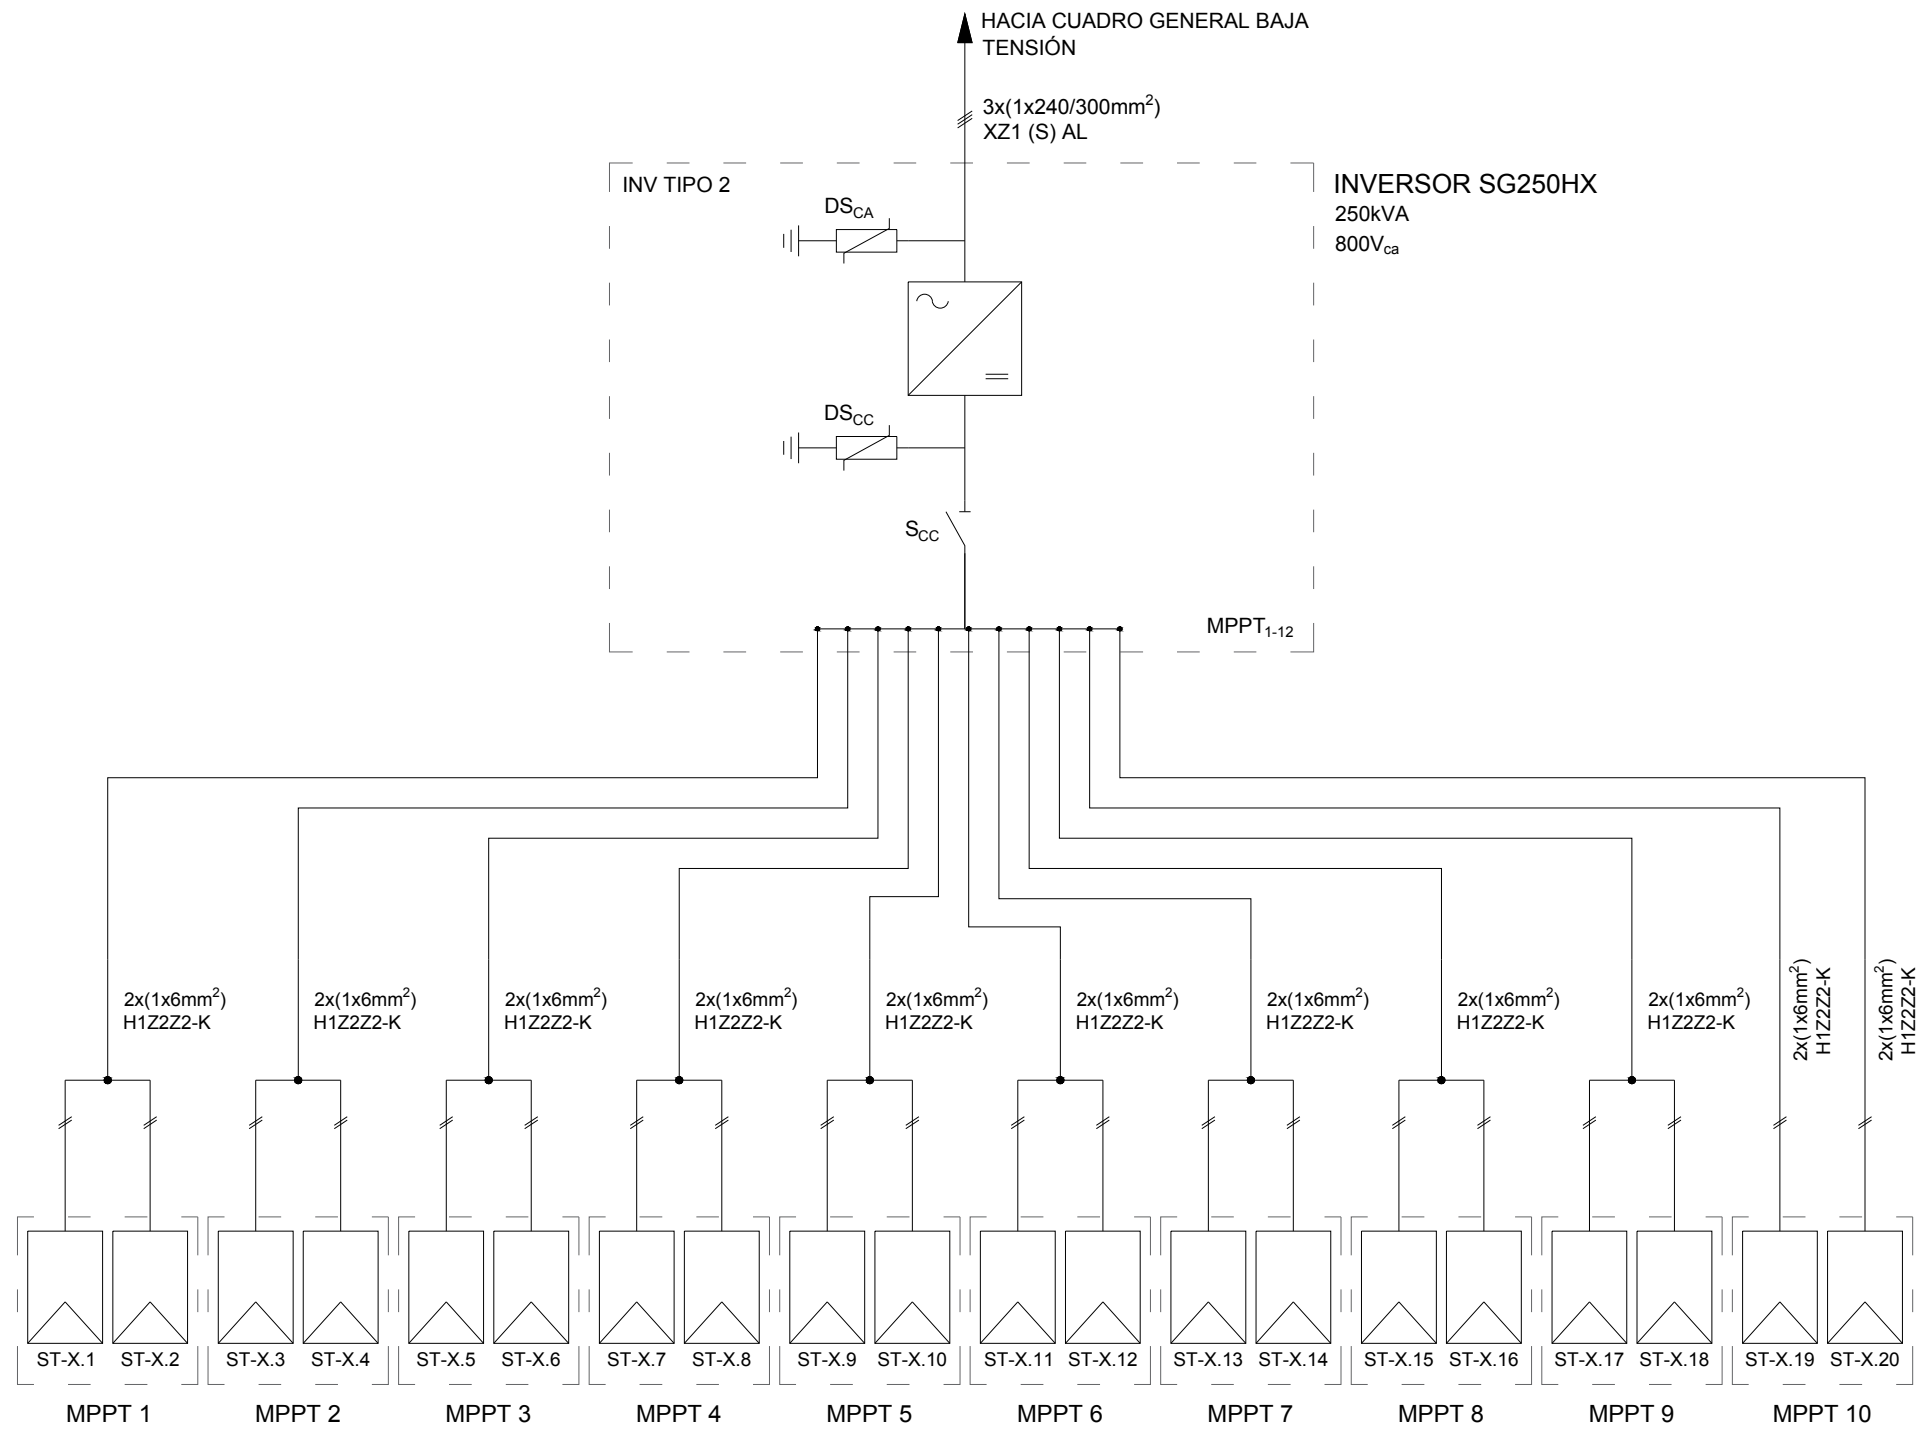 HACIA CUADRO GENERAL BAJA
TENSIÓN
3x(1x240/300mm²)
XZ1 (S) AL
INV TIPO 2
INVERSOR SG250HX
250kVA
800Vca
DSCA
DSCC
SCC
MPPT1-12
2x(1x6mm²)
H1Z2Z2-K
2x(1x6mm²)
H1Z2Z2-K
2x(1x6mm²)
H1Z2Z2-K
2x(1x6mm²)
H1Z2Z2-K
2x(1x6mm²)
H1Z2Z2-K
2x(1x6mm²)
H1Z2Z2-K
2x(1x6mm²)
H1Z2Z2-K
2x(1x6mm²)
H1Z2Z2-K
2x(1x6mm²)
H1Z2Z2-K
2x(1x6mm²)
H1Z2Z2-K
2x(1x6mm²)
H1Z2Z2-K
ST-X.1 ST-X.2 ST-X.3 ST-X.4 ST-X.5 ST-X.6 ST-X.7 ST-X.8 ST-X.9 ST-X.10 ST-X.11 ST-X.12 ST-X.13 ST-X.14 ST-X.15 ST-X.16 ST-X.17 ST-X.18 ST-X.19 ST-X.20
MPPT 1 MPPT 2 MPPT 3 MPPT 4 MPPT 5 MPPT 6 MPPT 7 MPPT 8 MPPT 9 MPPT 10